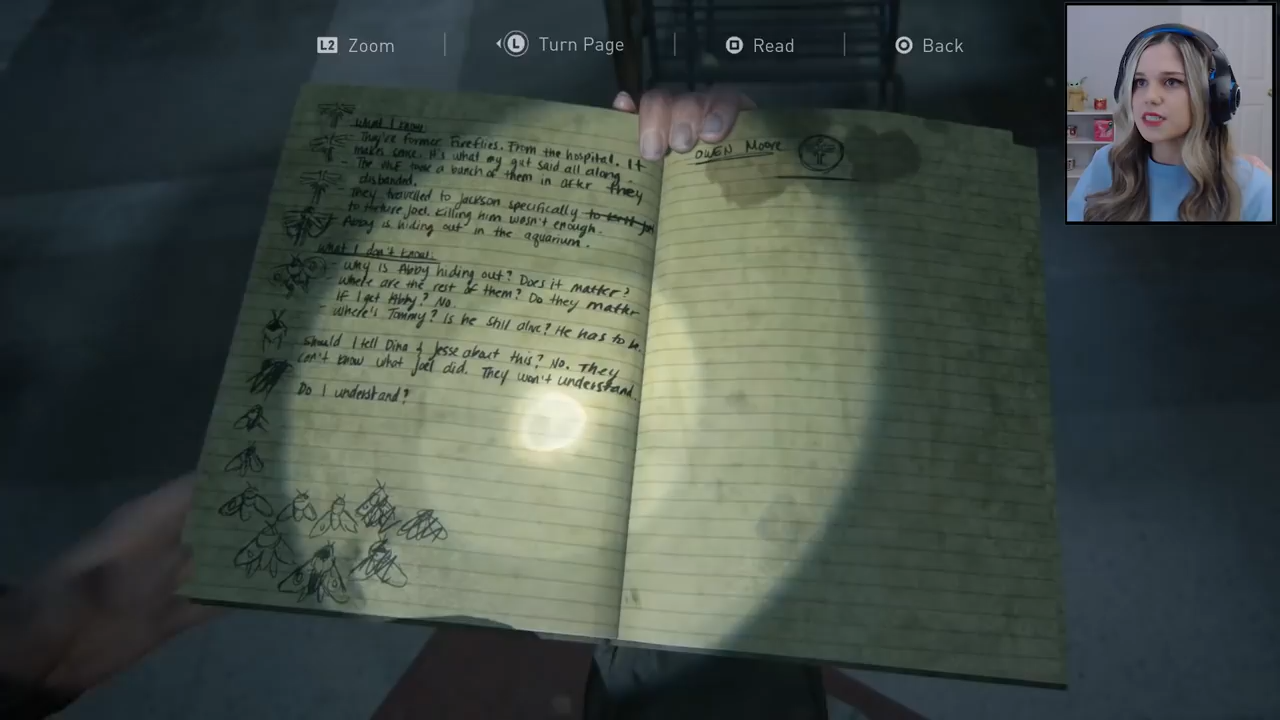 L2 Zoom
L Turn Page
Read
Back
What I know
They're former Fireflies. From the hospital. It
makes sense. It's what my gut said all along
- The WLF took a bunch of them in after they
disbanded.
They travelled to Jackson specifically
to torture Joel. Killing him wasn't enough.
Abby is hiding out in the aquarium.
What I don't know:
- Why is Abby hiding out? Does it matter?
Where are the rest of them? Do they matter
if I get Abby? No.
- Where's Tommy? Is he still alive? He has to be.
Should I tell Dina & Jesse about this? No. They
can't know what Joel did. They won't understand.
Do I understand?
OWEN Moore